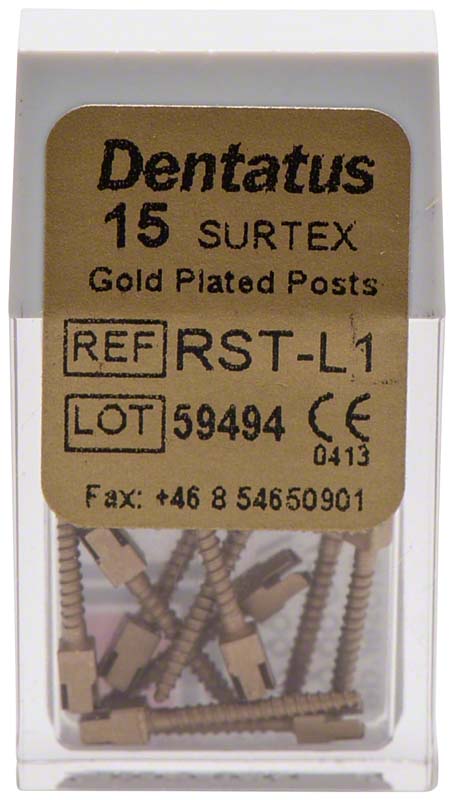 Dentatus
15 SURTEX
Gold Plated Posts
REF RST-L1
LOT 59494 CE
0413
Fax: +46 8 54650901